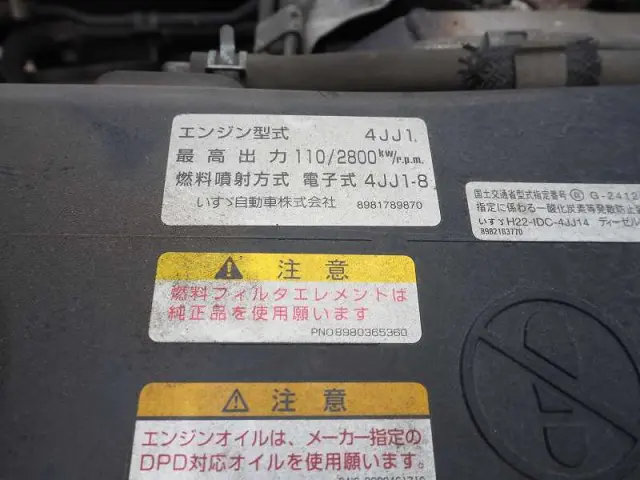 エンジン型式 4JJ1
最高出力 110/2800kW/r.p.m.
燃料噴射方式 電子式 4JJ1-8
いすゞ自動車株式会社 8981789870
国土交通省型式指定番号 G-2412
指定に係わる一酸化炭素等発散防止
いすゞH22-IDC-4JJ14 ディーゼル
8982183770
注意
燃料フィルタエレメントは
純正品を使用願います
PNO8980365360
注意
エンジンオイルは、メーカー指定の
DPD対応オイルを使用願います。